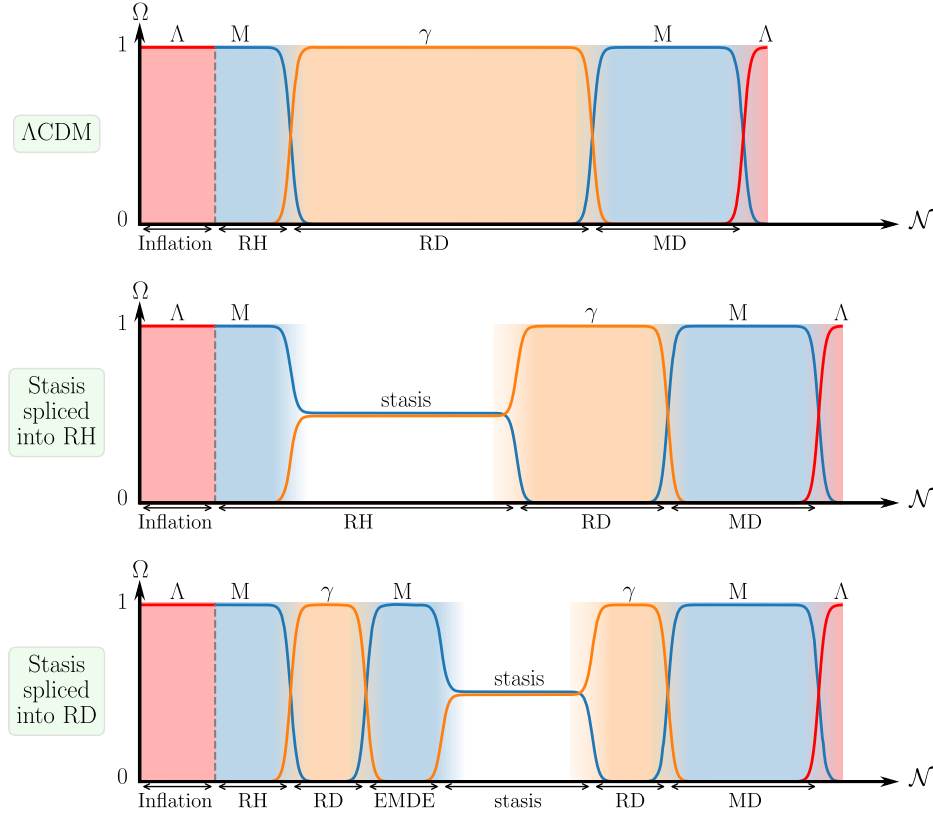 Ω
Λ M γ M Λ
1
ΛCDM
0
𝒩
Inflation RH RD MD
Ω
Λ M γ M Λ
1
Stasis
spliced
into RH
stasis
0
𝒩
Inflation RH RD MD
Ω
Λ M γ M γ M Λ
1
Stasis
spliced
into RD
stasis
0
𝒩
Inflation RH RD EMDE stasis RD MD